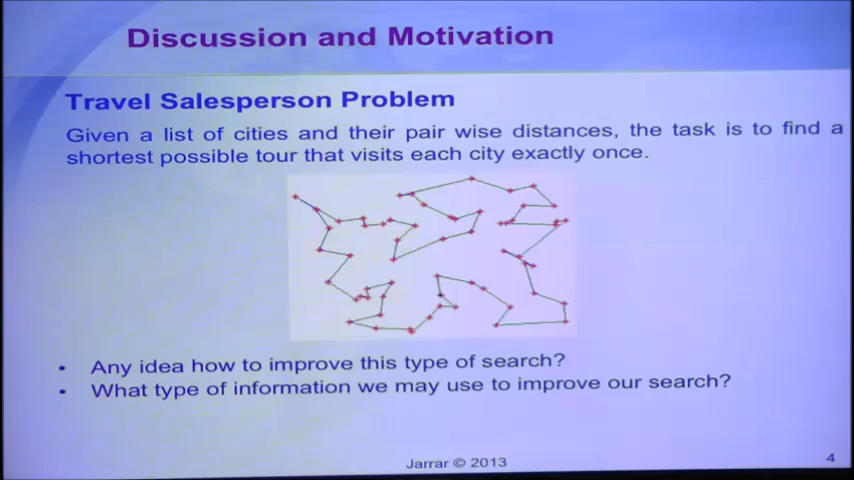 Discussion and Motivation
Travel Salesperson Problem
Given a list of cities and their pair wise distances, the task is to find a
shortest possible tour that visits each city exactly once.
• Any idea how to improve this type of search?
• What type of information we may use to improve our search?
Jarrar © 2013
4